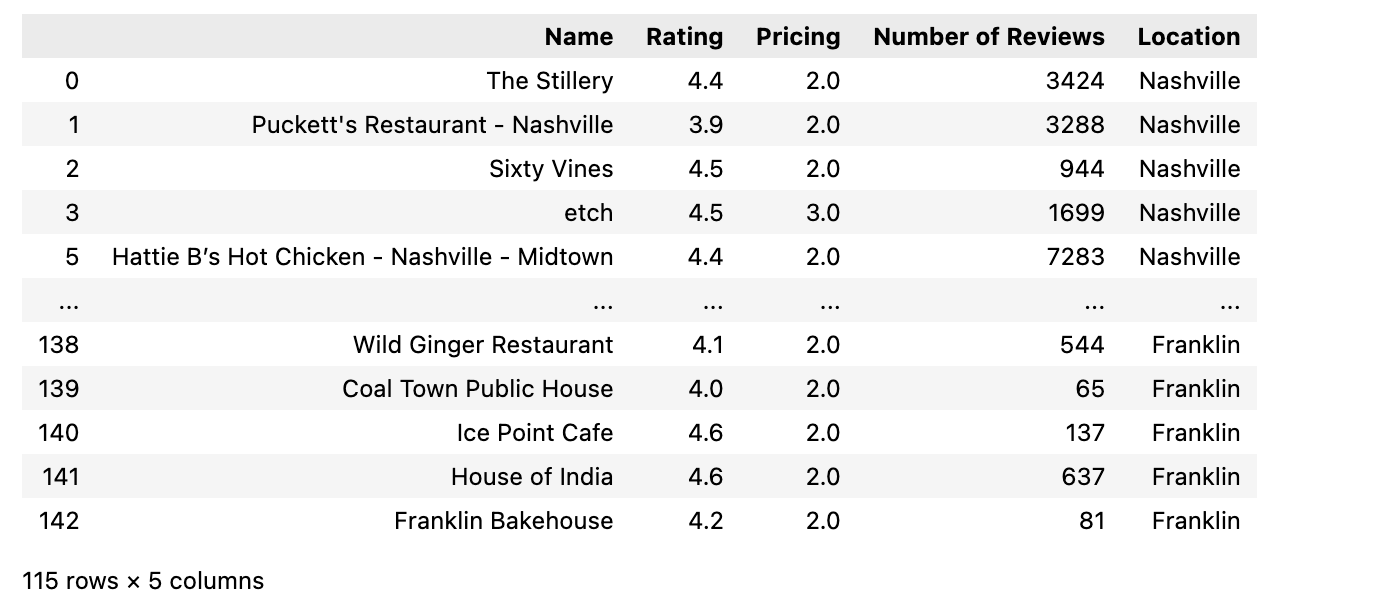 Name Rating Pricing Number of Reviews Location
0 The Stillery 4.4 2.0 3424 Nashville
1 Puckett's Restaurant - Nashville 3.9 2.0 3288 Nashville
2 Sixty Vines 4.5 2.0 944 Nashville
3 etch 4.5 3.0 1699 Nashville
5 Hattie B’s Hot Chicken - Nashville - Midtown 4.4 2.0 7283 Nashville
... ... ... ... ... ...
138 Wild Ginger Restaurant 4.1 2.0 544 Franklin
139 Coal Town Public House 4.0 2.0 65 Franklin
140 Ice Point Cafe 4.6 2.0 137 Franklin
141 House of India 4.6 2.0 637 Franklin
142 Franklin Bakehouse 4.2 2.0 81 Franklin
115 rows × 5 columns